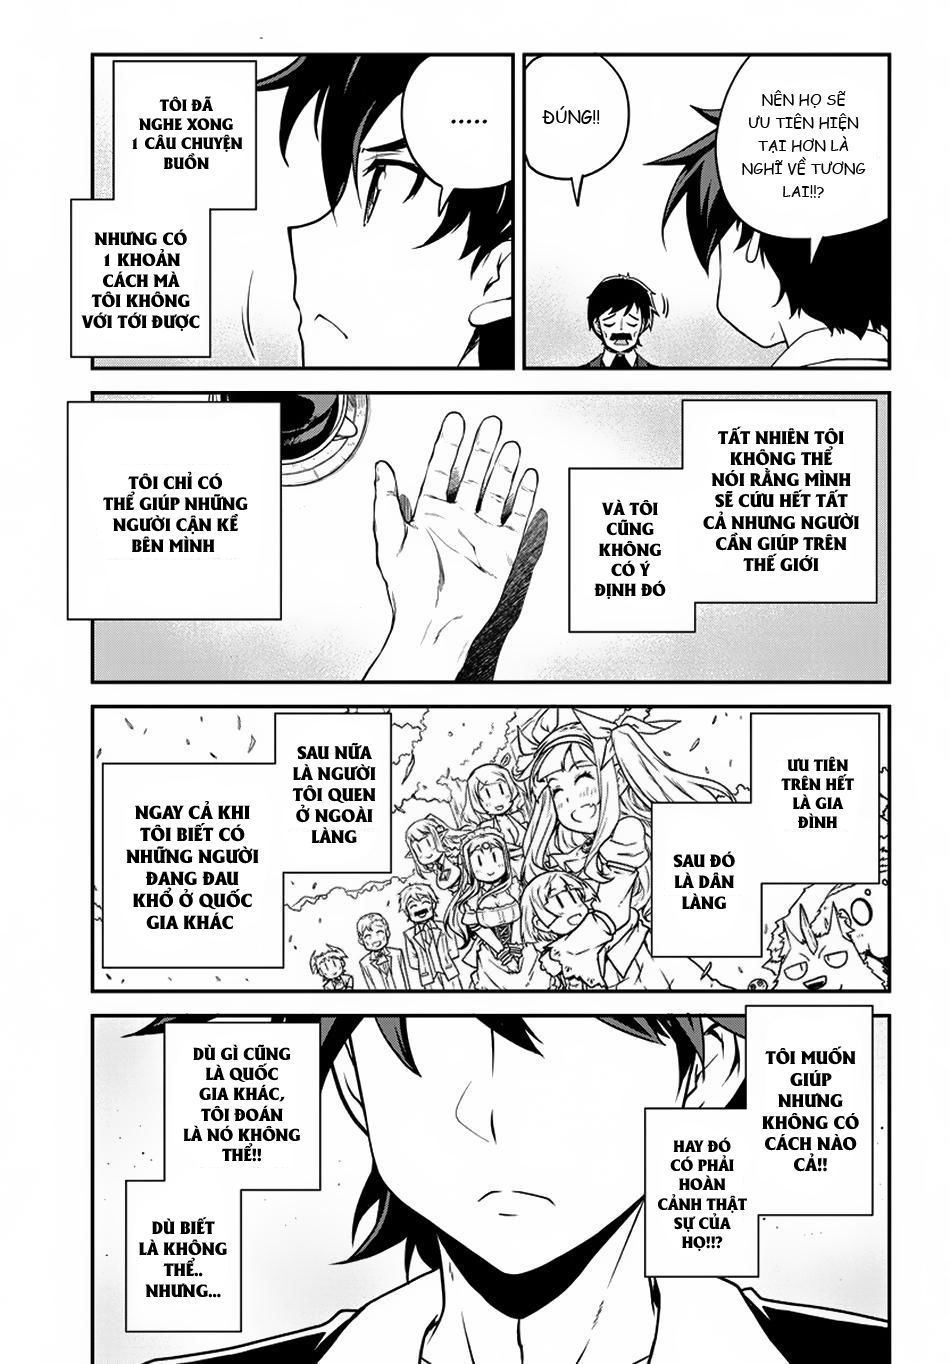 NÊN HỌ SẼ
ƯU TIÊN HIỆN
TẠI HƠN LÀ
NGHĨ VỀ TƯƠNG
LAI!!?
ĐÚNG!!
.....
TÔI ĐÃ
NGHE XONG
1 CÂU CHUYỆN
BUỒN
NHƯNG CÓ
1 KHOẢN
CÁCH MÀ
TÔI KHÔNG
VỚI TỚI ĐƯỢC
TẤT NHIÊN TÔI
KHÔNG THỂ
NÓI RẰNG MÌNH
SẼ CỨU HẾT TẤT
CẢ NHƯNG NGƯỜI
CẦN GIÚP TRÊN
THẾ GIỚI
VÀ TÔI
CŨNG
KHÔNG
CÓ Ý
ĐỊNH ĐÓ
TÔI CHỈ CÓ
THỂ GIÚP NHỮNG
NGƯỜI CẬN KỀ
BÊN MÌNH
ƯU TIÊN
TRÊN HẾT
LÀ GIA
ĐÌNH
SAU ĐÓ
LÀ DÂN
LÀNG
SAU NỮA
LÀ NGƯỜI
TÔI QUEN
Ở NGOÀI
LÀNG
NGAY CẢ KHI
TÔI BIẾT CÓ
NHỮNG NGƯỜI
ĐANG ĐAU
KHỔ Ở QUỐC
GIA KHÁC
TÔI MUỐN
GIÚP
NHƯNG
KHÔNG CÓ
CÁCH NÀO
CẢ!!
HAY ĐÓ
CÓ PHẢI
HOÀN
CẢNH THẬT
SỰ CỦA
HỌ!!?
DÙ GÌ CŨNG
LÀ QUỐC
GIA KHÁC,
TÔI ĐOÁN
LÀ NÓ KHÔNG
THỂ!!
DÙ BIẾT
LÀ KHÔNG
THỂ..
NHƯNG...